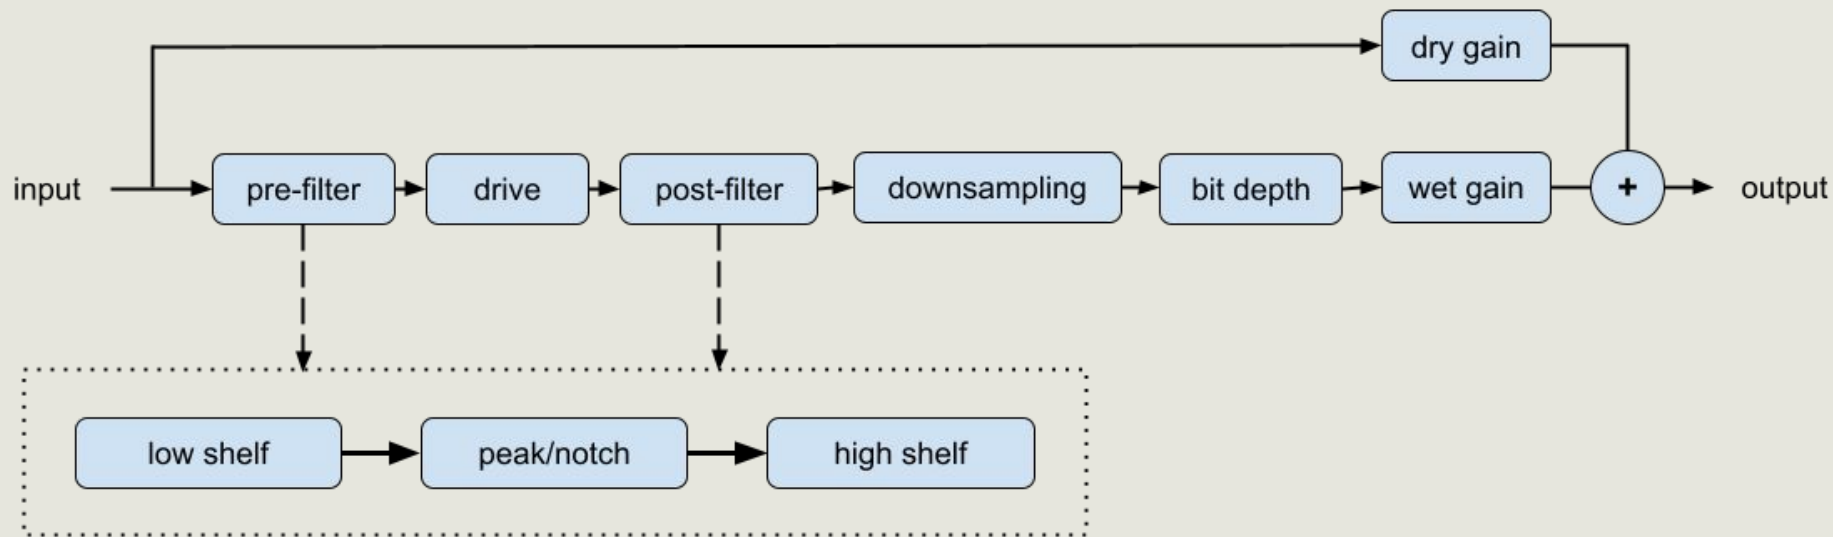 dry gain
input
pre-filter
drive
post-filter
downsampling
bit depth
wet gain
+
output
low shelf
peak/notch
high shelf